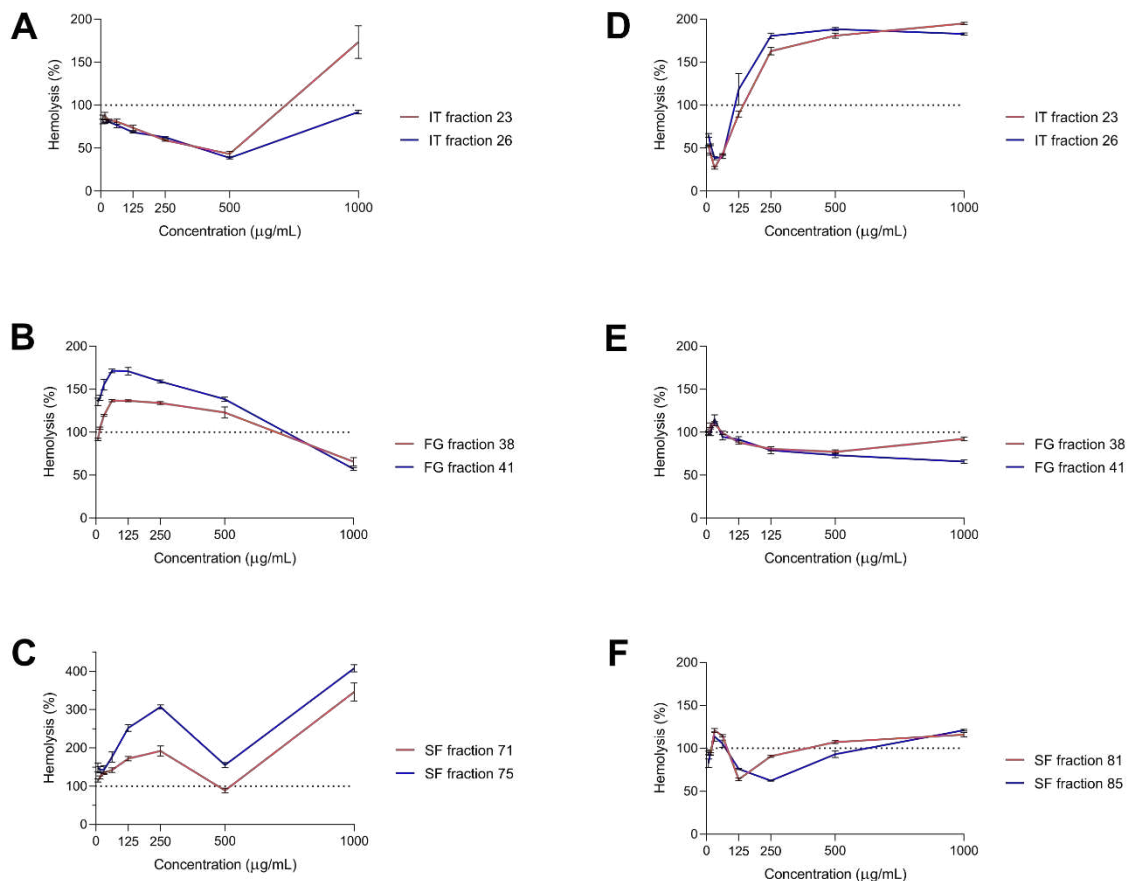 A
200
150
100
50
0
Hemolysis (%)
0 125 250 500 1000
Concentration (μg/mL)
IT fraction 23
IT fraction 26
D
200
150
100
50
0
Hemolysis (%)
0 125 250 500 1000
Concentration (μg/mL)
IT fraction 23
IT fraction 26
B
200
150
100
50
0
Hemolysis (%)
0 125 250 500 1000
Concentration (μg/mL)
FG fraction 38
FG fraction 41
E
200
150
100
50
0
Hemolysis (%)
0 125 250 500 1000
Concentration (μg/mL)
FG fraction 38
FG fraction 41
C
400
300
200
100
0
Hemolysis (%)
0 125 250 500 1000
Concentration (μg/mL)
SF fraction 71
SF fraction 75
F
200
150
100
50
0
Hemolysis (%)
0 125 250 500 1000
Concentration (μg/mL)
SF fraction 81
SF fraction 85